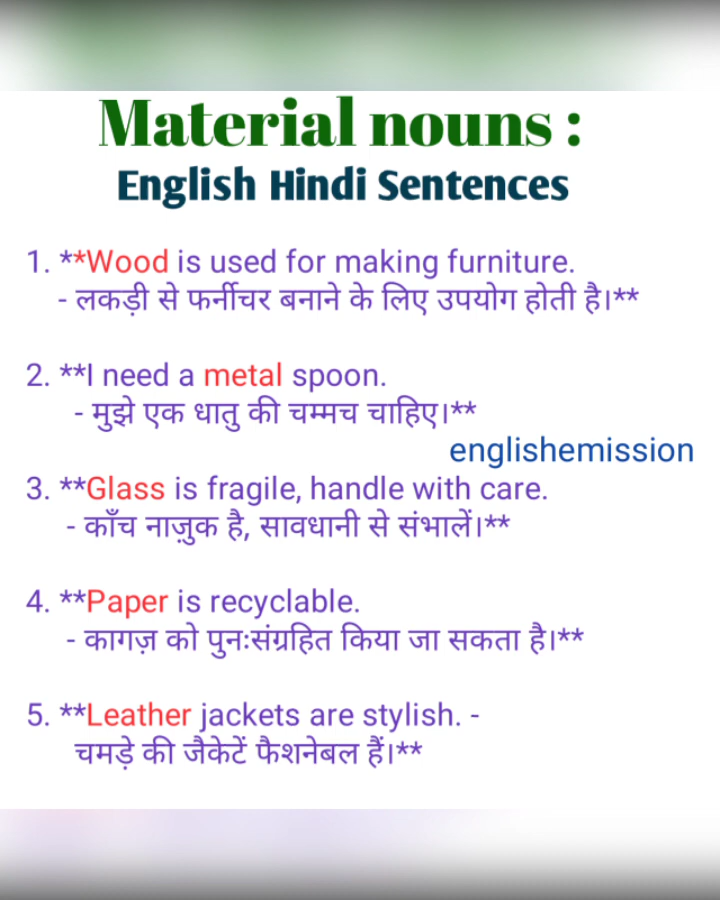 Material nouns :
English Hindi Sentences
1. **Wood is used for making furniture.
- लकड़ी से फर्नीचर बनाने के लिए उपयोग होती है।**
2. **I need a metal spoon.
- मुझे एक धातु की चम्मच चाहिए।**
englishemission
3. **Glass is fragile, handle with care.
- काँच नाज़ुक है, सावधानी से संभालें।**
4. **Paper is recyclable.
- कागज़ को पुनःसंग्रहित किया जा सकता है।**
5. **Leather jackets are stylish. -
चमड़े की जैकेटें फैशनेबल हैं।**